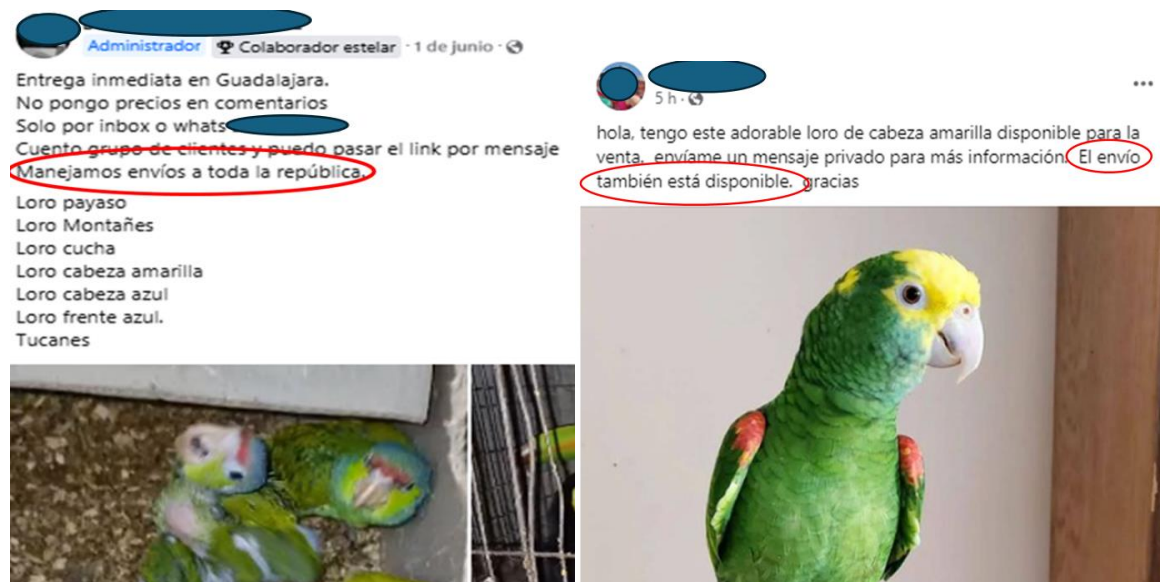 Administrador Colaborador estelar · 1 de junio ·
Entrega inmediata en Guadalajara.
No pongo precios en comentarios
Solo por inbox o whats
Cuento grupo de clientes y puedo pasar el link por mensaje
Manejamos envíos a toda la república.
Loro payaso
Loro Montañes
Loro cucha
Loro cabeza amarilla
Loro cabeza azul
Loro frente azul.
Tucanes
5 h ·
hola, tengo este adorable loro de cabeza amarilla disponible para la
venta. envíame un mensaje privado para más información. El envío
también está disponible. gracias